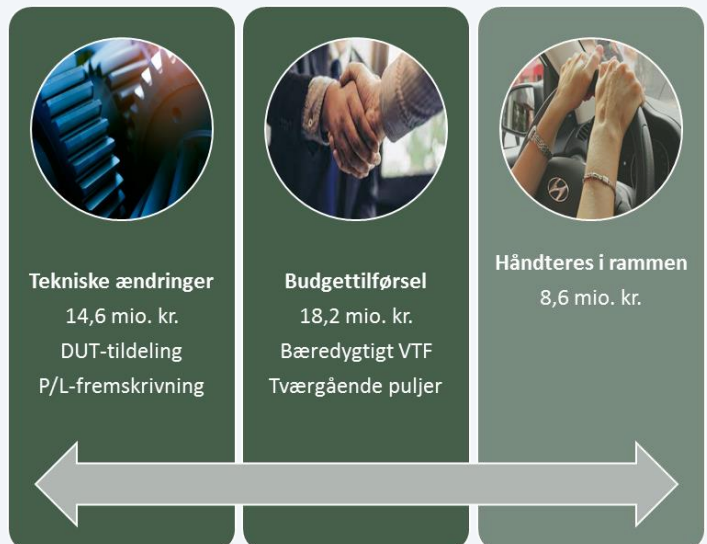 Tekniske ændringer
14,6 mio. kr.
DUT-tildeling
P/L-fremskrivning
Budgettilførsel
18,2 mio. kr.
Bæredygtigt VTF
Tværgående puljer
Håndteres i rammen
8,6 mio. kr.